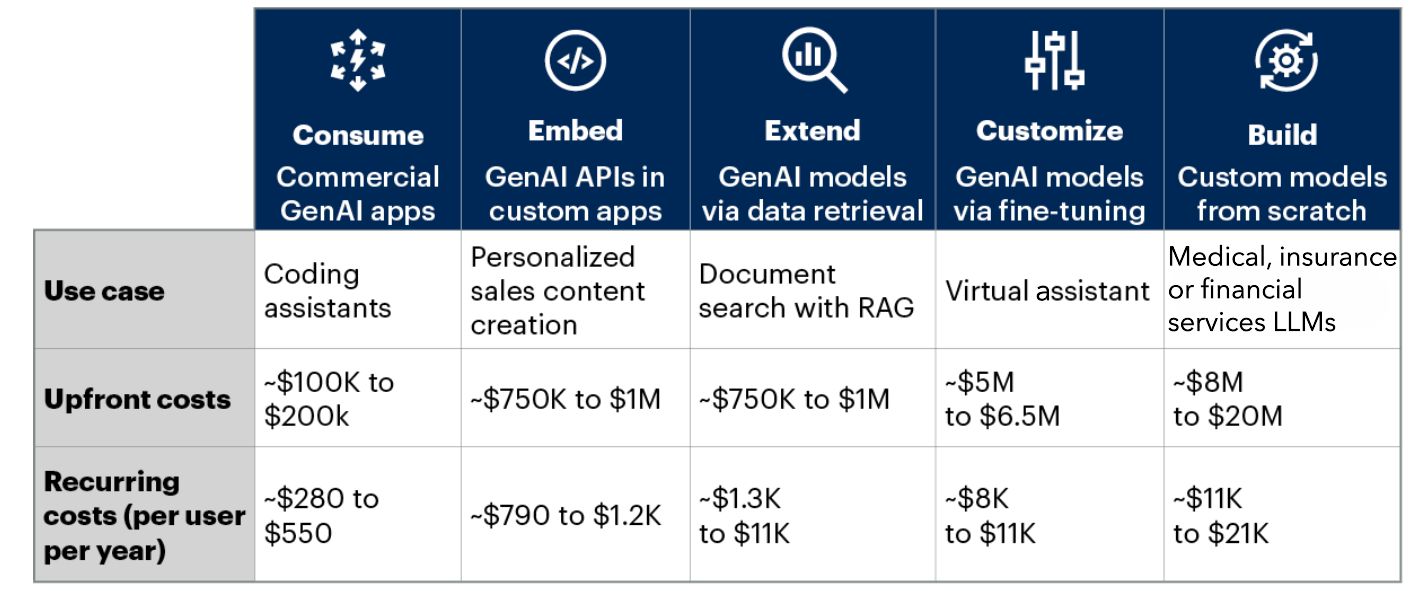 Consume
Commercial
GenAI apps
Embed
GenAI APIs in
custom apps
Extend
GenAI models
via data retrieval
Customize
GenAI models
via fine-tuning
Build
Custom models
from scratch
Use case
Coding
assistants
Personalized
sales content
creation
Document
search with RAG
Virtual assistant
Medical, insurance
or financial
services LLMs
Upfront costs
~$100K to
$200k
~$750K to $1M
~$750K to $1M
~$5M
to $6.5M
~$8M
to $20M
Recurring
costs (per user
per year)
~$280 to
$550
~$790 to $1.2K
~$1.3K
to $11K
~$8K
to $11K
~$11K
to $21K